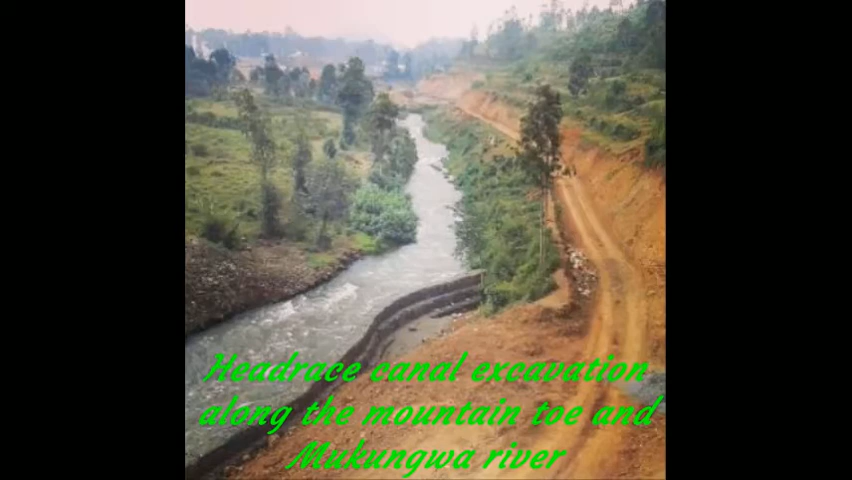 Headrace canal excavation
along the mountain toe and
Mukungwa river